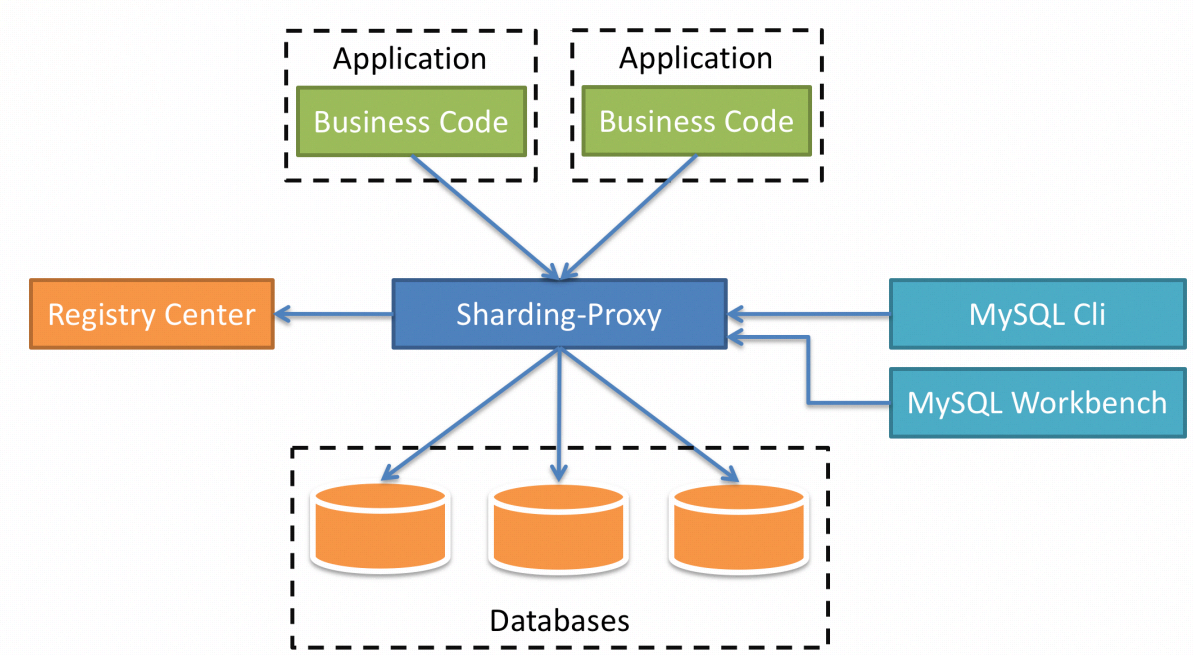 Application
Application
Business Code
Business Code
Registry Center
Sharding-Proxy
MySQL Cli
MySQL Workbench
Databases